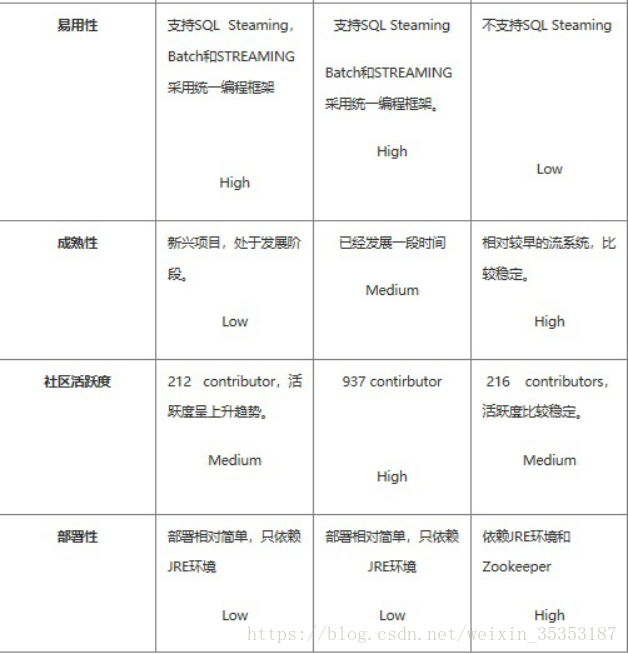 易用性
支持SQL Steaming，
Batch和STREAMING
采用统一编程框架
High
支持SQL Steaming
Batch和STREAMING
采用统一编程框架。
High
不支持SQL Steaming
Low
成熟性
新兴项目，处于发展阶
段。
Low
已经发展一段时间
Medium
相对较早的流系统，比
较稳定。
High
社区活跃度
212 contributor，活
跃度呈上升趋势。
Medium
937 contirbutor
High
216 contributors，
活跃度比较稳定。
Medium
部署性
部署相对简单，只依赖
JRE环境
Low
部署相对简单，只依赖
JRE环境
Low
依赖JRE环境和
Zookeeper
High
https://blog.csdn.net/weixin_35353187